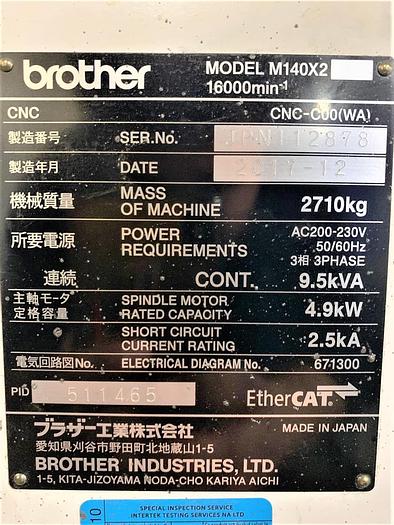 brother MODEL M140X2
16000min⁻¹
CNC CNC-C00(WA)
製造番号 SER.No. 112878
製造年月 DATE 2017-12
機械質量 MASS OF MACHINE 2710kg
所要電源 POWER REQUIREMENTS AC200-230V
50/60Hz
3相 3PHASE
連続 CONT. 9.5kVA
主軸モータ定格容量 SPINDLE MOTOR RATED CAPACITY 4.9kW
SHORT CIRCUIT CURRENT RATING 2.5kA
電気回路図No. ELECTRICAL DIAGRAM No. 671300
PID 511465 EtherCAT
ブラザー工業株式会社 MADE IN JAPAN
愛知県刈谷市野田町北地蔵山1-5
BROTHER INDUSTRIES, LTD.
1-5, KITA-JIZOYAMA NODA-CHO KARIYA AICHI
SPECIAL INSPECTION SERVICE
INTERTEK TESTING SERVICES NA LTD
10